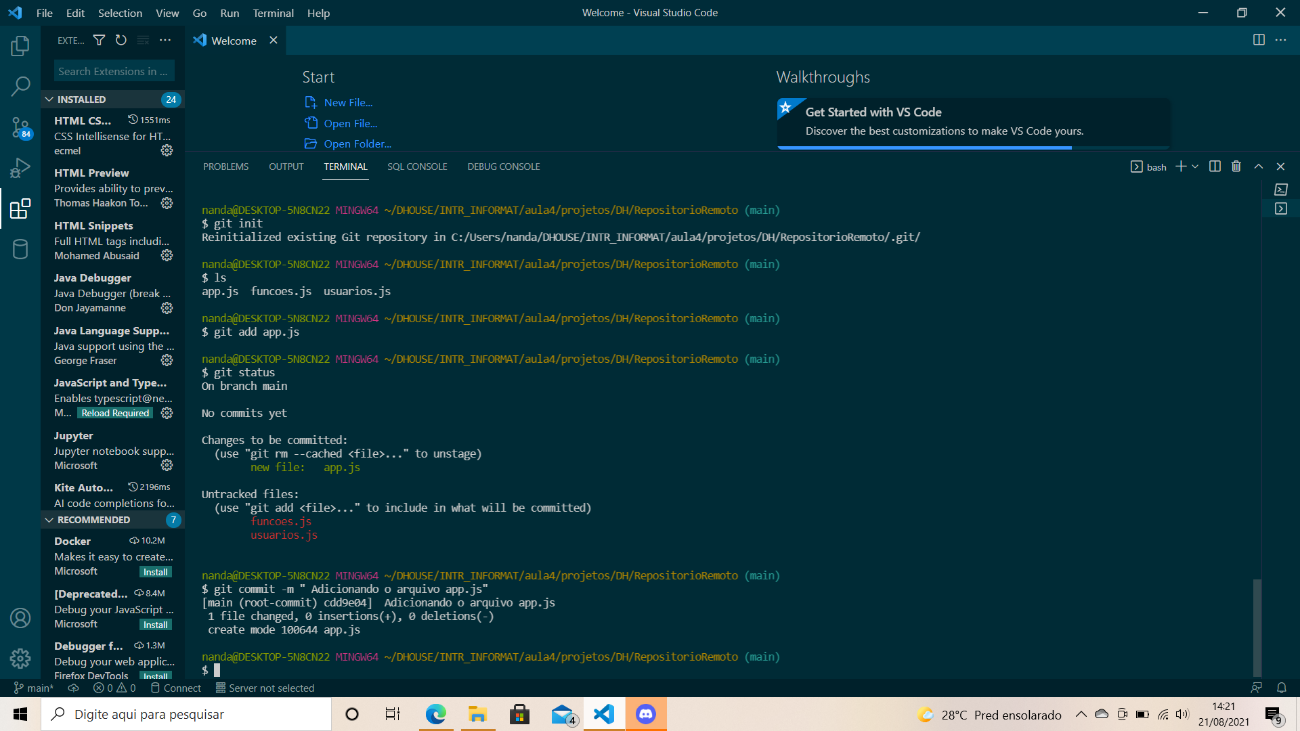 File Edit Selection View Go Run Terminal Help
Welcome - Visual Studio Code
EXTE...
Welcome
Search Extensions in ...
INSTALLED 24
HTML CS... 1551ms
CSS Intellisense for HT...
ecmel
HTML Preview
Provides ability to prev...
Thomas Haakon To...
HTML Snippets
Full HTML tags includi...
Mohamed Abusaid
Java Debugger
Java Debugger (break ...
Don Jayamanne
Java Language Supp...
Java support using the ...
George Fraser
JavaScript and Type...
Enables typescript@ne...
M... Reload Required
Jupyter
Jupyter notebook supp...
Microsoft
Kite Auto... 2196ms
AI code completions fo...
RECOMMENDED 7
Docker 10.2M
Makes it easy to create...
Microsoft Install
[Deprecated... 8.4M
Debug your JavaScript ...
Microsoft Install
Debugger f... 1.3M
Debug your web applic...
Firefox DevTools Install
84
Start
New File...
Open File...
Open Folder...
Walkthroughs
Get Started with VS Code
Discover the best customizations to make VS Code yours.
PROBLEMS OUTPUT TERMINAL SQL CONSOLE DEBUG CONSOLE
bash
nanda@DESKTOP-5N8CN22 MINGW64 ~/DHOUSE/INTR_INFORMAT/aula4/projetos/DH/RepositorioRemoto (main)
$ git init
Reinitialized existing Git repository in C:/Users/nanda/DHOUSE/INTR_INFORMAT/aula4/projetos/DH/RepositorioRemoto/.git/
nanda@DESKTOP-5N8CN22 MINGW64 ~/DHOUSE/INTR_INFORMAT/aula4/projetos/DH/RepositorioRemoto (main)
$ ls
app.js funcoes.js usuarios.js
nanda@DESKTOP-5N8CN22 MINGW64 ~/DHOUSE/INTR_INFORMAT/aula4/projetos/DH/RepositorioRemoto (main)
$ git add app.js
nanda@DESKTOP-5N8CN22 MINGW64 ~/DHOUSE/INTR_INFORMAT/aula4/projetos/DH/RepositorioRemoto (main)
$ git status
On branch main
No commits yet
Changes to be committed:
(use "git rm --cached <file>..." to unstage)
new file: app.js
Untracked files:
(use "git add <file>..." to include in what will be committed)
funcoes.js
usuarios.js
nanda@DESKTOP-5N8CN22 MINGW64 ~/DHOUSE/INTR_INFORMAT/aula4/projetos/DH/RepositorioRemoto (main)
$ git commit -m " Adicionando o arquivo app.js"
[main (root-commit) cdd9e04] Adicionando o arquivo app.js
1 file changed, 0 insertions(+), 0 deletions(-)
create mode 100644 app.js
nanda@DESKTOP-5N8CN22 MINGW64 ~/DHOUSE/INTR_INFORMAT/aula4/projetos/DH/RepositorioRemoto (main)
$
main* 0 0 Connect Server not selected
Digite aqui para pesquisar
4
28°C Pred ensolarado
14:21
21/08/2021
9